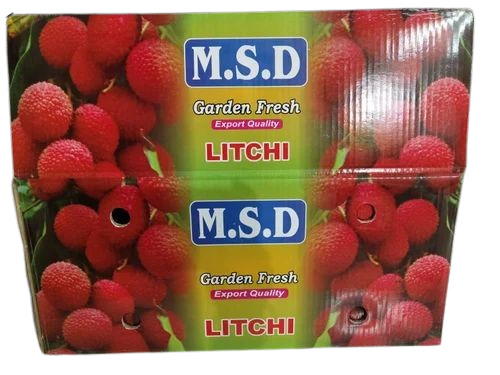 M.S.D
Garden Fresh
Export Quality
LITCHI
M.S.D
Garden Fresh
Export Quality
LITCHI